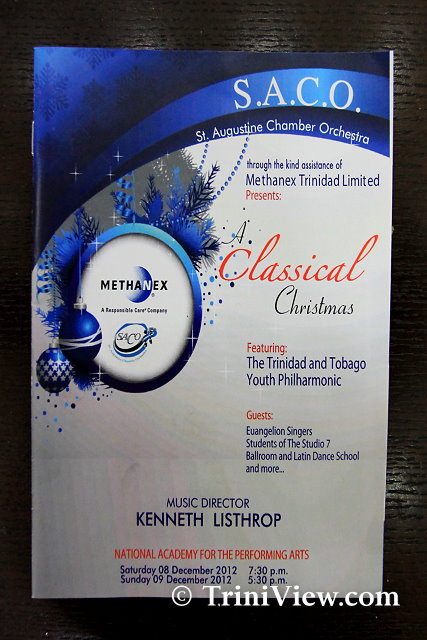 S.A.C.O.
St. Augustine Chamber Orchestra
through the kind assistance of
Methanex Trinidad Limited
Presents:
A
Classical
Christmas
METHANEX
A Responsible Care® Company
SACO
Featuring:
The Trinidad and Tobago
Youth Philharmonic
Guests:
Euangelion Singers
Students of The Studio 7
Ballroom and Latin Dance School
and more...
MUSIC DIRECTOR
KENNETH LISTHROP
NATIONAL ACADEMY FOR THE PERFORMING ARTS
Saturday 08 December 2012 7:30 p.m.
Sunday 09 December 2012 5:30 p.m.
© TriniView.com